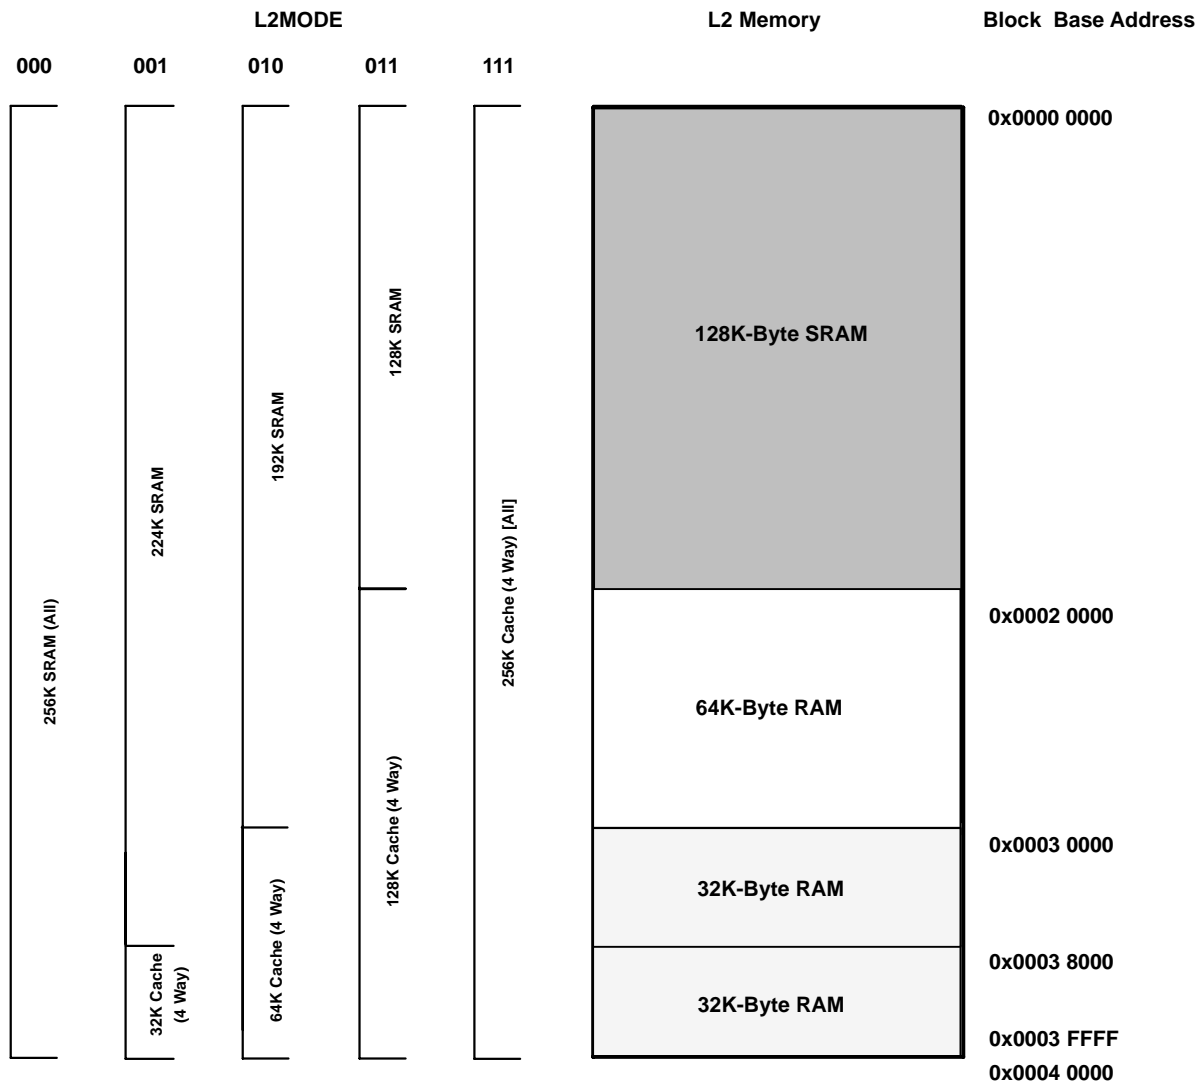 L2MODE
L2 Memory
Block Base Address
000
001
010
011
111
256K SRAM (All)
224K SRAM
32K Cache
(4 Way)
192K SRAM
64K Cache (4 Way)
128K SRAM
128K Cache (4 Way)
256K Cache (4 Way) [All]
128K-Byte SRAM
64K-Byte RAM
32K-Byte RAM
32K-Byte RAM
0x0000 0000
0x0002 0000
0x0003 0000
0x0003 8000
0x0003 FFFF
0x0004 0000